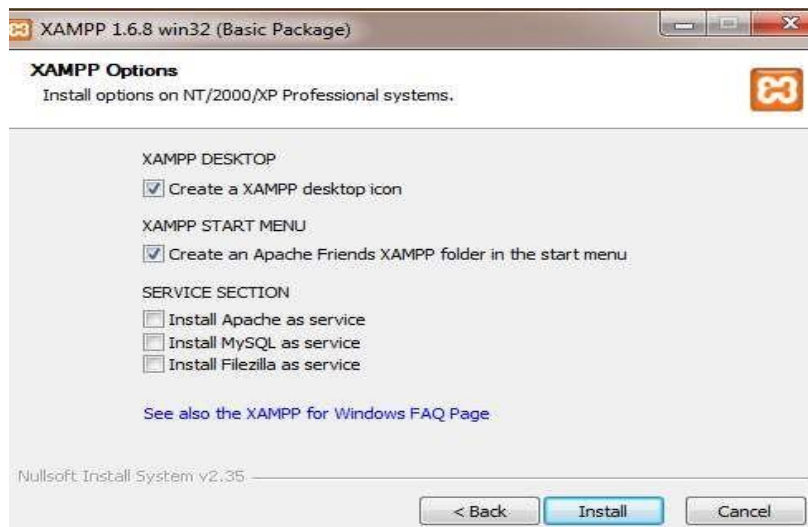 XAMPP 1.6.8 win32 (Basic Package)
XAMPP Options
Install options on NT/2000/XP Professional systems.
XAMPP DESKTOP
Create a XAMPP desktop icon
XAMPP START MENU
Create an Apache Friends XAMPP folder in the start menu
SERVICE SECTION
Install Apache as service
Install MySQL as service
Install Filezilla as service
See also the XAMPP for Windows FAQ Page
Nullsoft Install System v2.35
< Back Install Cancel